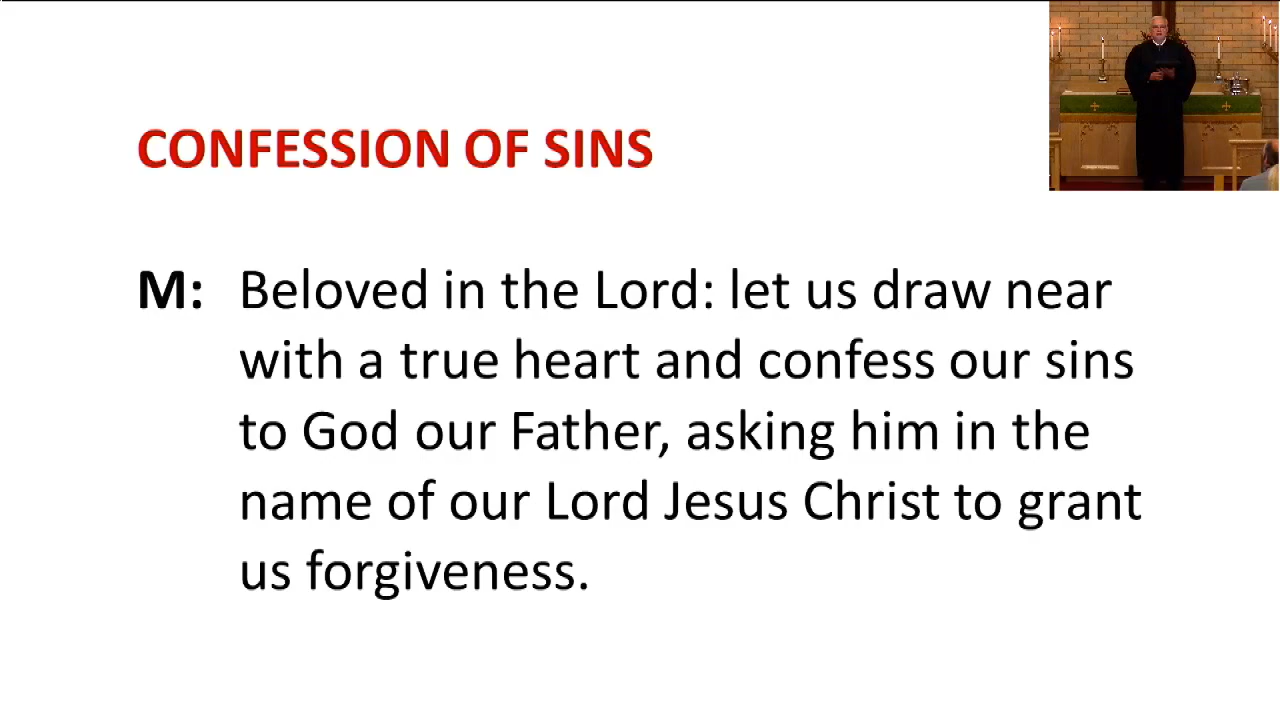 CONFESSION OF SINS
M: Beloved in the Lord: let us draw near
with a true heart and confess our sins
to God our Father, asking him in the
name of our Lord Jesus Christ to grant
us forgiveness.